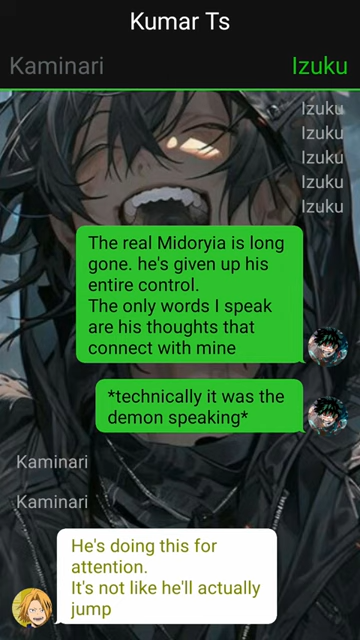 Kumar Ts
Kaminari Izuku
Izuku
Izuku
Izuku
Izuku
Izuku
The real Midoryia is long
gone. he's given up his
entire control.
The only words I speak
are his thoughts that
connect with mine
*technically it was the
demon speaking*
Kaminari
Kaminari
He's doing this for
attention.
It's not like he'll actually
jump